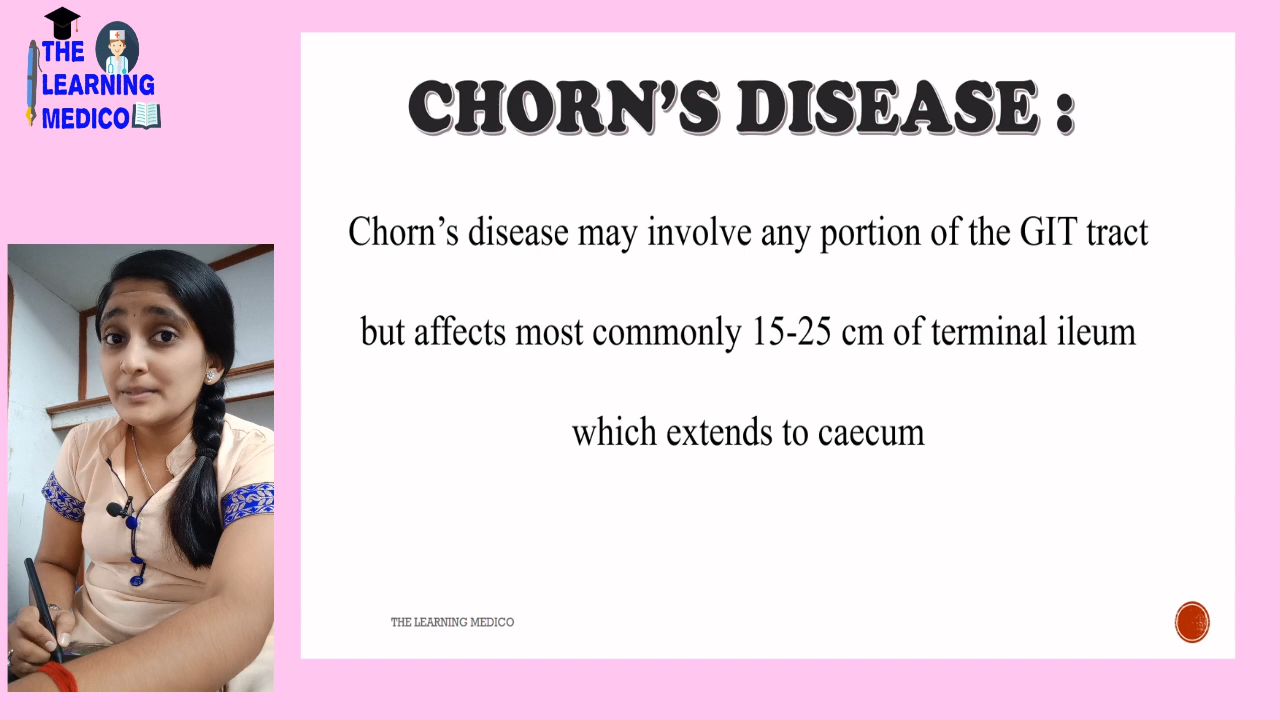 THE
LEARNING
MEDICO
CHORN'S DISEASE :
Chorn's disease may involve any portion of the GIT tract
but affects most commonly 15-25 cm of terminal ileum
which extends to caecum
THE LEARNING MEDICO